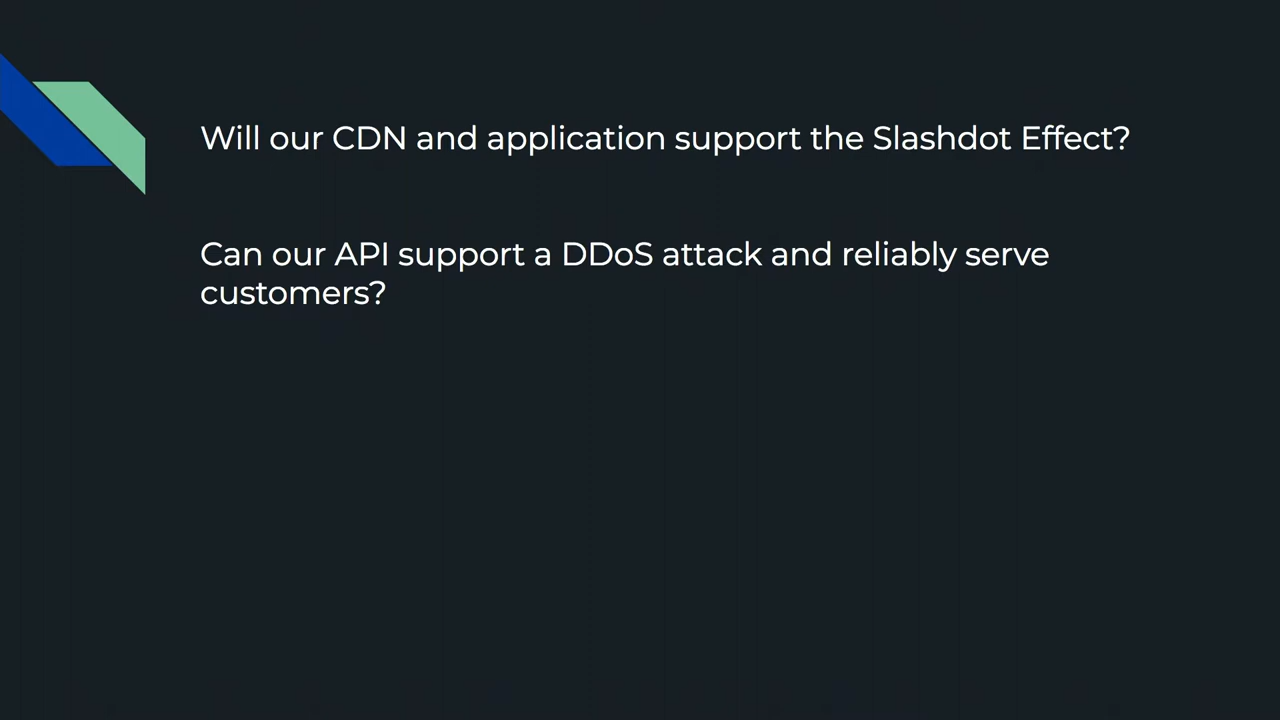 Will our CDN and application support the Slashdot Effect?
Can our API support a DDoS attack and reliably serve
customers?